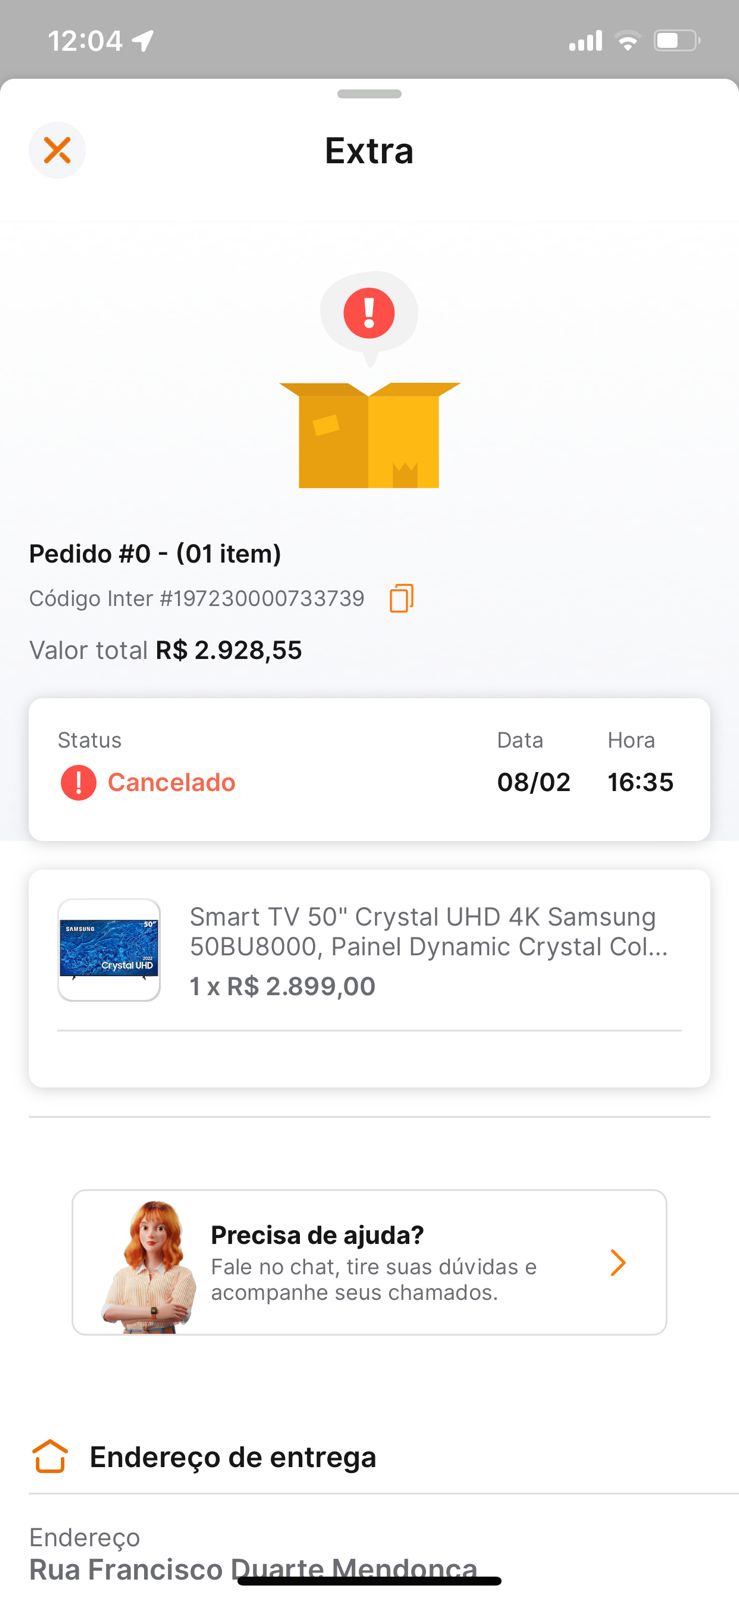 12:04
Extra
Pedido #0 - (01 item)
Código Inter #197230000733739
Valor total R$ 2.928,55
Status Data Hora
Cancelado 08/02 16:35
SAMSUNG 50"
2022
Crystal UHD
Smart TV 50" Crystal UHD 4K Samsung
50BU8000, Painel Dynamic Crystal Col...
1 x R$ 2.899,00
Precisa de ajuda?
Fale no chat, tire suas dúvidas e
acompanhe seus chamados.
Endereço de entrega
Endereço
Rua Francisco Duarte Mendonça